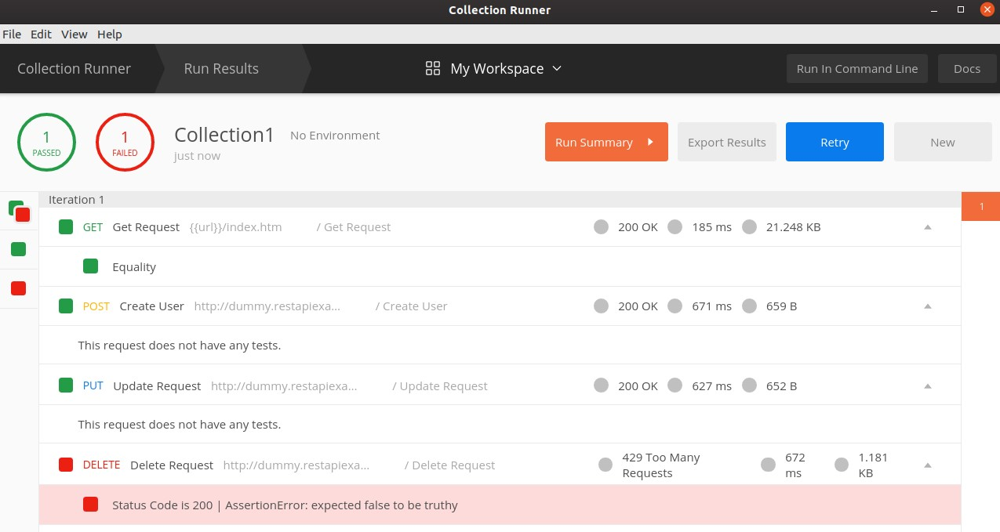 Collection Runner
File Edit View Help
Collection Runner Run Results My Workspace Run In Command Line Docs
1 PASSED
1 FAILED
Collection1 No Environment
just now
Run Summary Export Results Retry New
Iteration 1
1
GET Get Request {{url}}/index.htm / Get Request 200 OK 185 ms 21.248 KB
Equality
POST Create User http://dummy.restapiexa... / Create User 200 OK 671 ms 659 B
This request does not have any tests.
PUT Update Request http://dummy.restapiexa... / Update Request 200 OK 627 ms 652 B
This request does not have any tests.
DELETE Delete Request http://dummy.restapiexa... / Delete Request 429 Too Many Requests 672 ms 1.181 KB
Status Code is 200 | AssertionError: expected false to be truthy